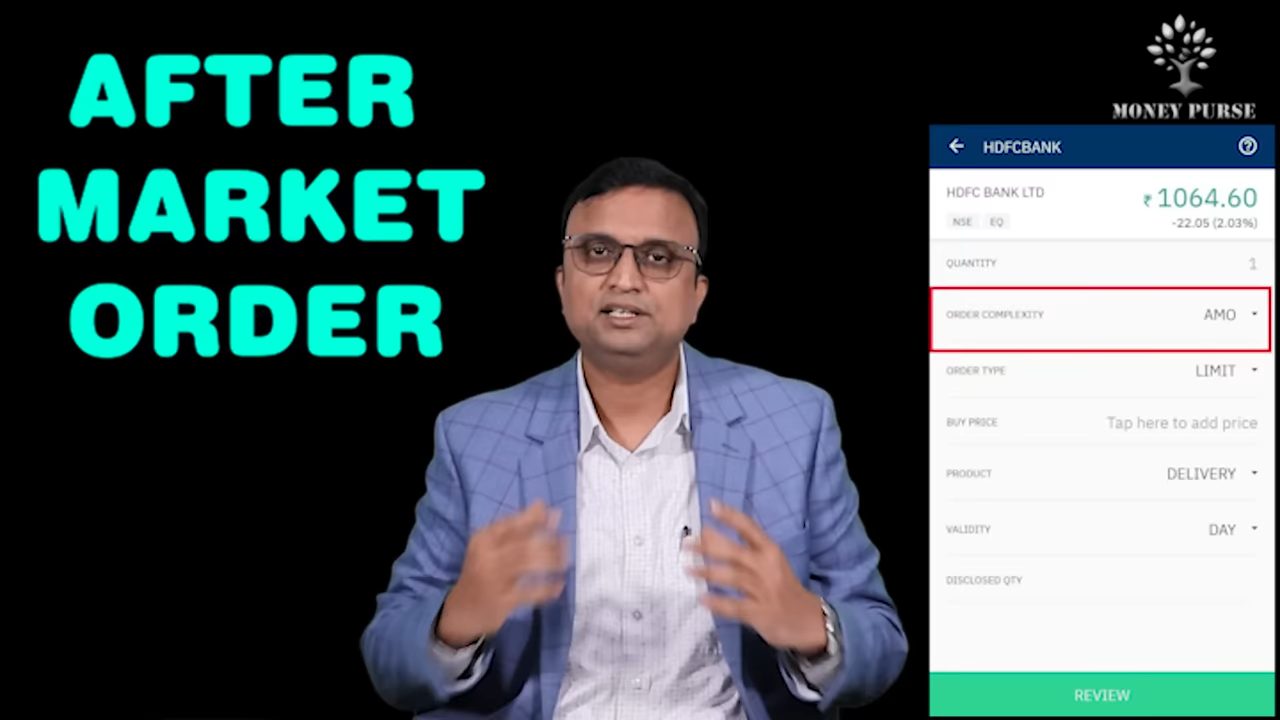 AFTER
MARKET
ORDER
MONEY PURSE
HDFCBANK
HDFC BANK LTD
₹ 1064.60
NSE EQ
-22.05 (2.03%)
QUANTITY 1
ORDER COMPLEXITY AMO
ORDER TYPE LIMIT
BUY PRICE Tap here to add price
PRODUCT DELIVERY
VALIDITY DAY
DISCLOSED QTY
REVIEW